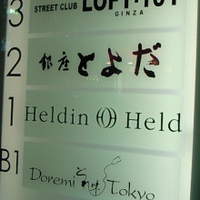 3
STREET CLUB LOFT・101
GINZA
2 銀座 とよだ
1 Heldin Held
B1 Doremi Tokyo